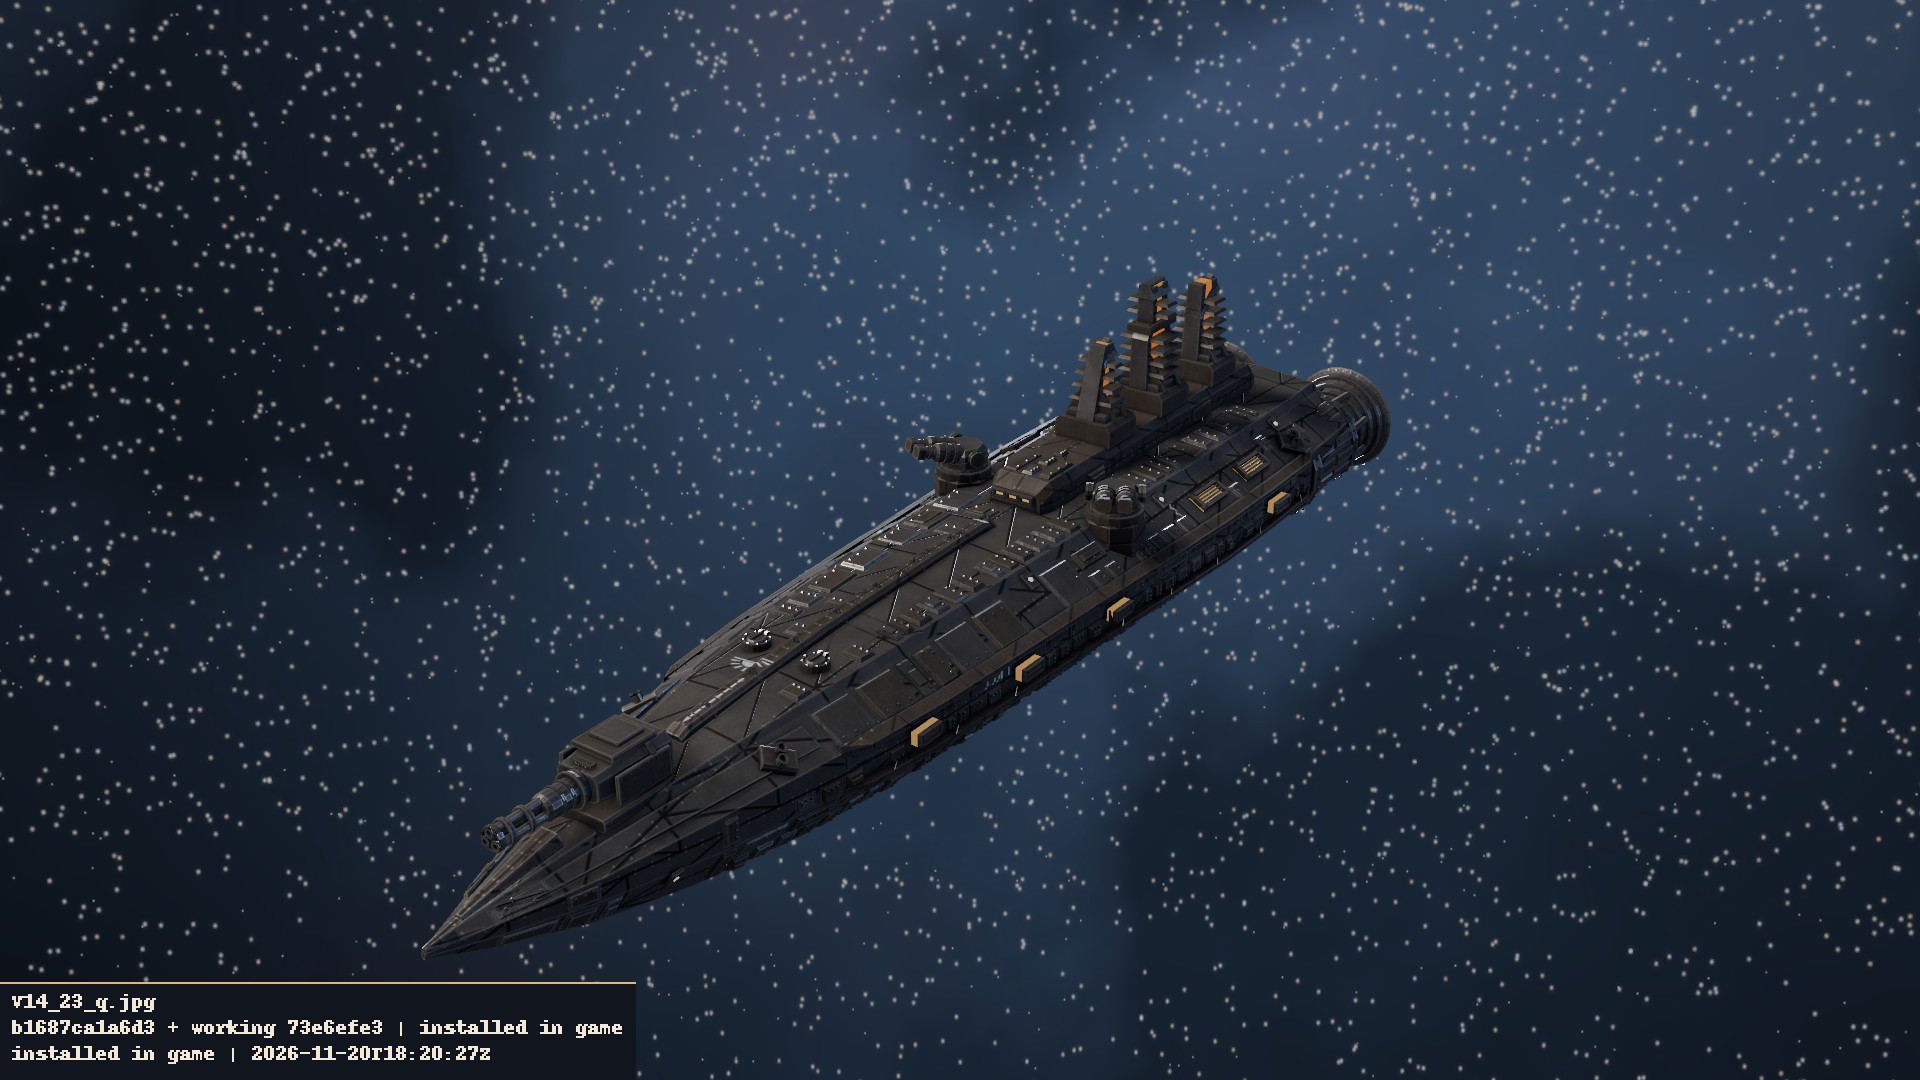 v14_23_q.jpg
b1687ca1a6d3 + working 73e6efe3 | installed in game
installed in game | 2026-11-20T18:20:27Z